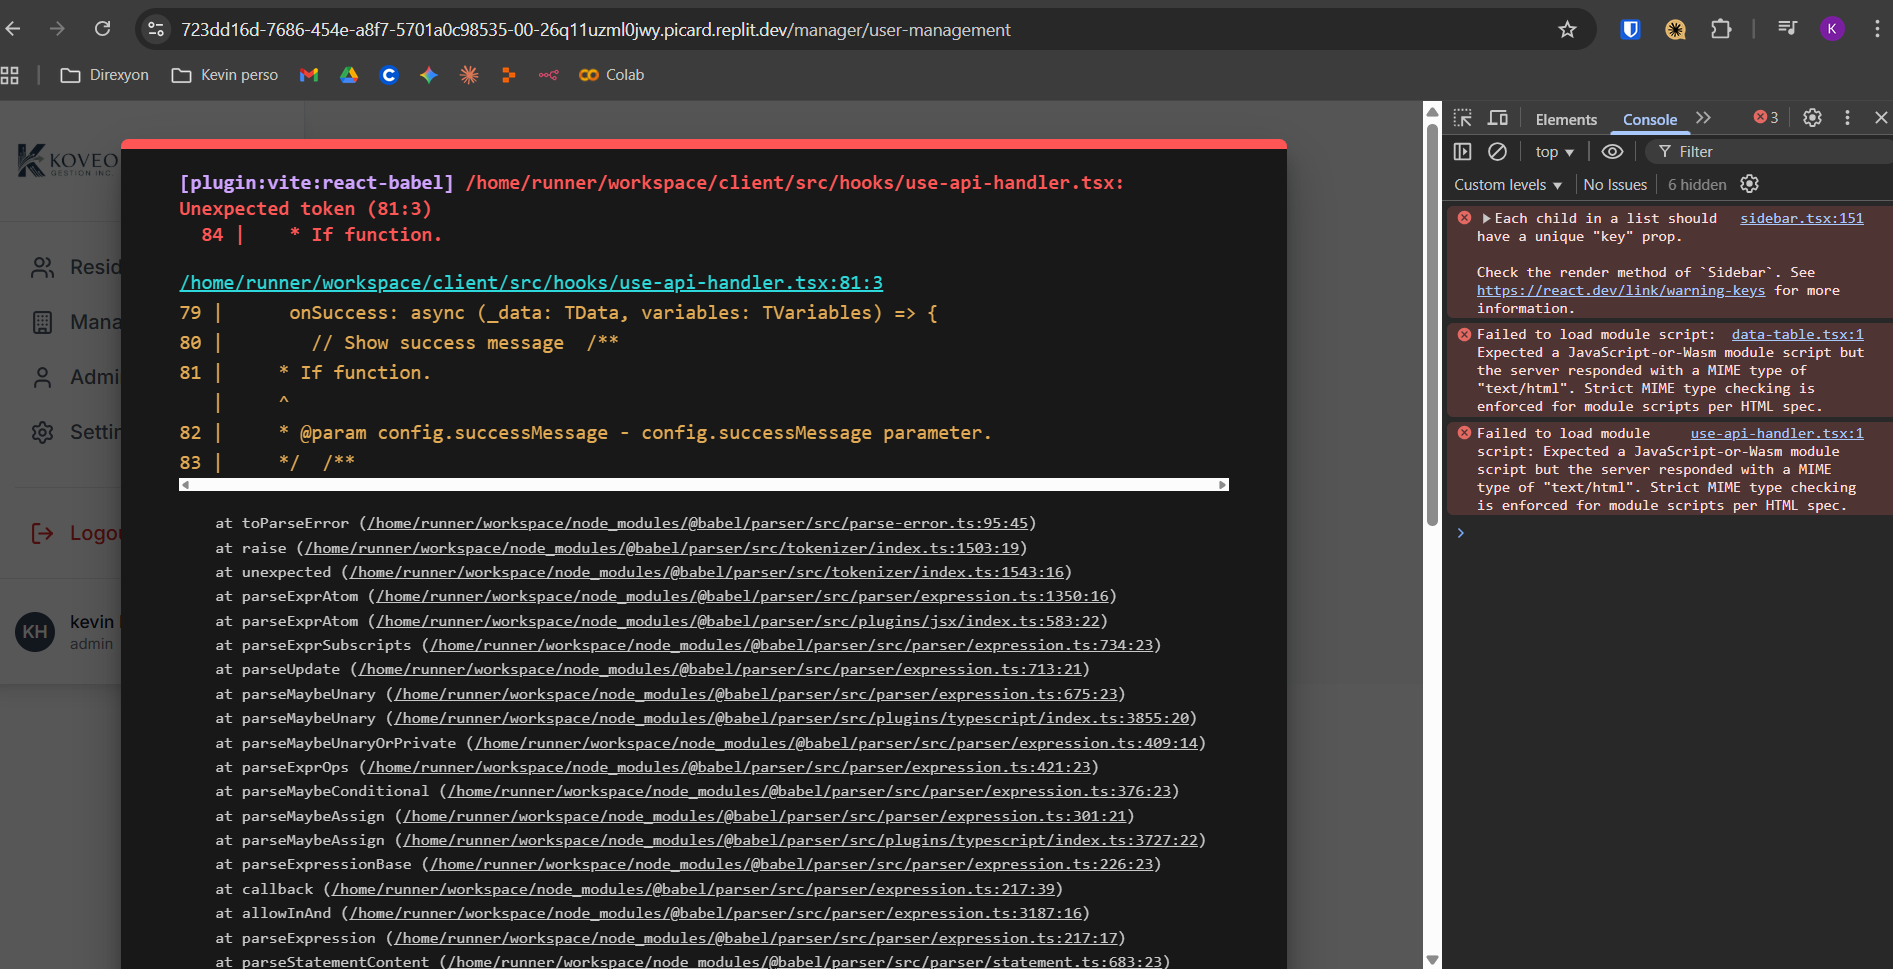 723dd16d-7686-454e-a8f7-5701a0c98535-00-26q11uzml0jwy.picard.replit.dev/manager/user-management
K
Direxyon
Kevin perso
Colab
KOVEO
GESTION INC.
Resid
Mana
Admi
Settin
Logou
KH
kevin
admin
[plugin:vite:react-babel] /home/runner/workspace/client/src/hooks/use-api-handler.tsx:
Unexpected token (81:3)
84 |    * If function.
/home/runner/workspace/client/src/hooks/use-api-handler.tsx:81:3
79 |      onSuccess: async (_data: TData, variables: TVariables) => {
80 |        // Show success message  /**
81 |     * If function.
|     ^
82 |     * @param config.successMessage - config.successMessage parameter.
83 |     */  /**
at toParseError (/home/runner/workspace/node_modules/@babel/parser/src/parse-error.ts:95:45)
at raise (/home/runner/workspace/node_modules/@babel/parser/src/tokenizer/index.ts:1503:19)
at unexpected (/home/runner/workspace/node_modules/@babel/parser/src/tokenizer/index.ts:1543:16)
at parseExprAtom (/home/runner/workspace/node_modules/@babel/parser/src/parser/expression.ts:1350:16)
at parseExprAtom (/home/runner/workspace/node_modules/@babel/parser/src/plugins/jsx/index.ts:583:22)
at parseExprSubscripts (/home/runner/workspace/node_modules/@babel/parser/src/parser/expression.ts:734:23)
at parseUpdate (/home/runner/workspace/node_modules/@babel/parser/src/parser/expression.ts:713:21)
at parseMaybeUnary (/home/runner/workspace/node_modules/@babel/parser/src/parser/expression.ts:675:23)
at parseMaybeUnary (/home/runner/workspace/node_modules/@babel/parser/src/plugins/typescript/index.ts:3855:20)
at parseMaybeUnaryOrPrivate (/home/runner/workspace/node_modules/@babel/parser/src/parser/expression.ts:409:14)
at parseExprOps (/home/runner/workspace/node_modules/@babel/parser/src/parser/expression.ts:421:23)
at parseMaybeConditional (/home/runner/workspace/node_modules/@babel/parser/src/parser/expression.ts:376:23)
at parseMaybeAssign (/home/runner/workspace/node_modules/@babel/parser/src/parser/expression.ts:301:21)
at parseMaybeAssign (/home/runner/workspace/node_modules/@babel/parser/src/plugins/typescript/index.ts:3727:22)
at parseExpressionBase (/home/runner/workspace/node_modules/@babel/parser/src/parser/expression.ts:226:23)
at callback (/home/runner/workspace/node_modules/@babel/parser/src/parser/expression.ts:217:39)
at allowInAnd (/home/runner/workspace/node_modules/@babel/parser/src/parser/expression.ts:3187:16)
at parseExpression (/home/runner/workspace/node_modules/@babel/parser/src/parser/expression.ts:217:17)
at parseStatementContent (/home/runner/workspace/node_modules/@babel/parser/src/parser/statement.ts:683:23)
Elements
Console
3
top
Filter
Custom levels
No Issues
6 hidden
Each child in a list should sidebar.tsx:151
have a unique "key" prop.
Check the render method of `Sidebar`. See
https://react.dev/link/warning-keys for more
information.
Failed to load module script: data-table.tsx:1
Expected a JavaScript-or-Wasm module script but
the server responded with a MIME type of
"text/html". Strict MIME type checking is
enforced for module scripts per HTML spec.
Failed to load module use-api-handler.tsx:1
script: Expected a JavaScript-or-Wasm module
script but the server responded with a MIME
type of "text/html". Strict MIME type checking
is enforced for module scripts per HTML spec.